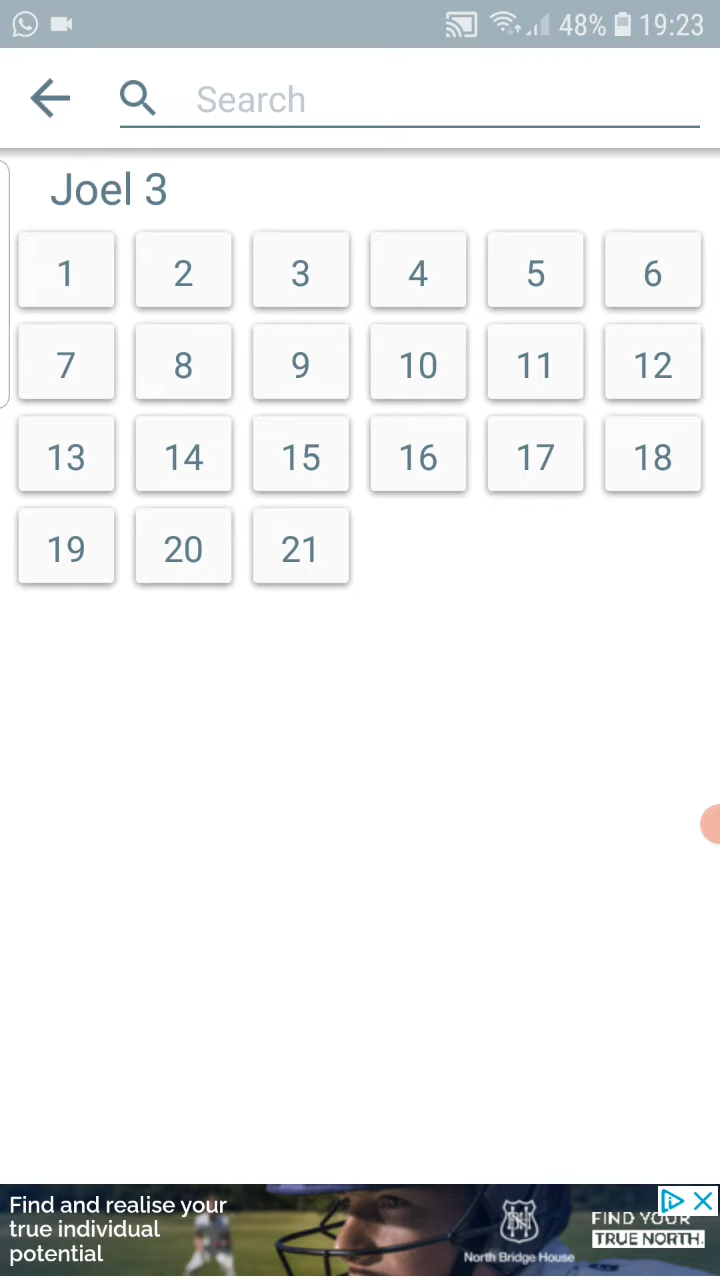 48% 19:23
Search
Joel 3
1 2 3 4 5 6
7 8 9 10 11 12
13 14 15 16 17 18
19 20 21
Find and realise your
true individual
potential
NBH
North Bridge House
FIND YOUR
TRUE NORTH.